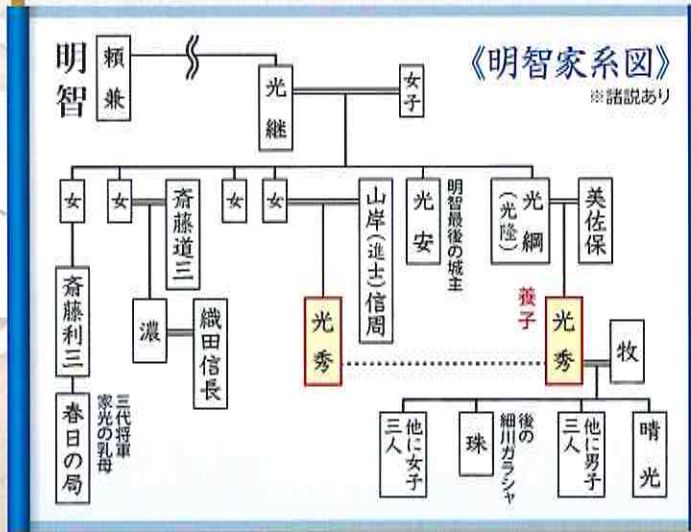 《明智家系図》
※諸説あり
明智
頼兼
光継
女子
美佐保
光綱
(光隆)
光安
明智最後の城主
山岸(進士)信周
女
女
斎藤道三
女
女
養子
光秀
光秀
織田信長
濃
斎藤利三
春日の局
三代将軍
家光の乳母
牧
晴光
他に男子
三人
珠
後の
細川ガラシャ
他に女子
三人